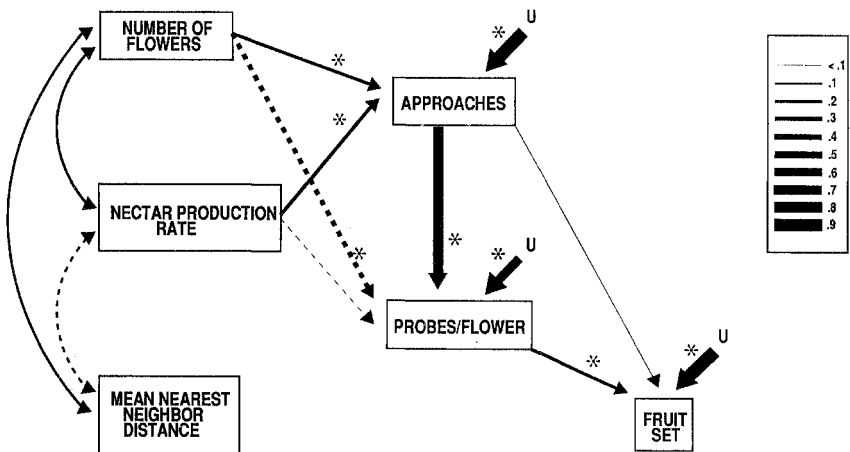 NUMBER OF
FLOWERS
* U
< .1
.1
.2
.3
.4
.5
.6
.7
.8
.9
*
APPROACHES
*
NECTAR PRODUCTION
RATE
*
*
* U
PROBES/FLOWER
* U
*
MEAN NEAREST
NEIGHBOR
DISTANCE
FRUIT
SET